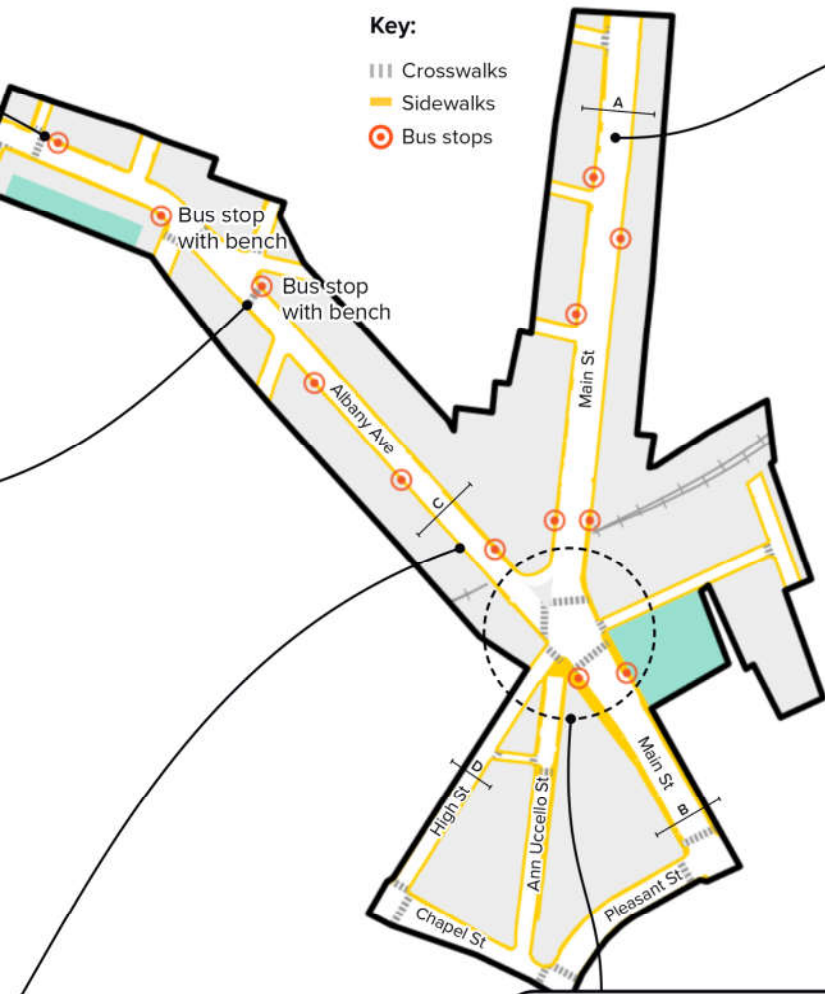 Key:
Crosswalks
Sidewalks
Bus stops
A
Bus stop
with bench
Bus stop
with bench
Main St
Albany Ave
C
Main St
D
B
High St
Ann Uccello St
Pleasant St
Chapel St